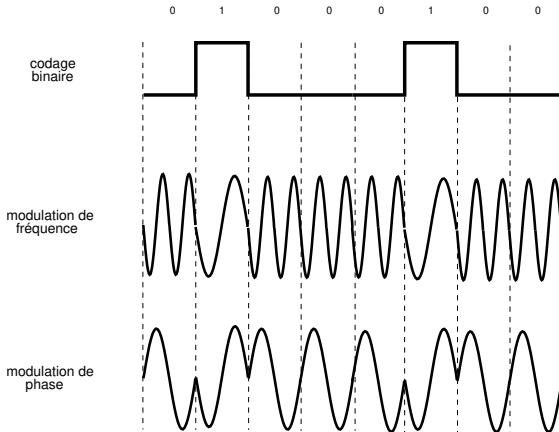 0 1 0 0 0 1 0 0
codage
binaire
modulation de
fréquence
modulation de
phase